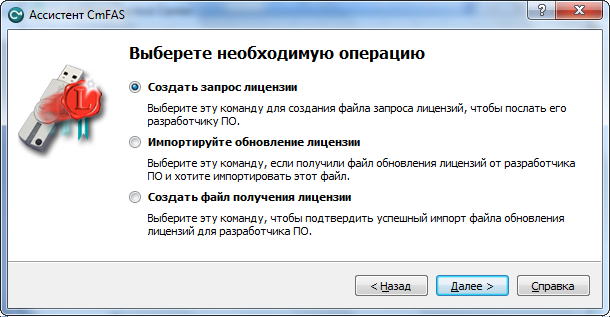 Ассистент CmFAS
Выберете необходимую операцию
Создать запрос лицензии
Выберите эту команду для создания файла запроса лицензий, чтобы послать его
разработчику ПО.
Импортируйте обновление лицензии
Выберите эту команду, если получили файл обновления лицензий от разработчика
ПО и хотите импортировать этот файл.
Создать файл получения лицензии
Выберите эту команду, чтобы подтвердить успешный импорт файла обновления
лицензий для разработчика ПО.
< Назад Далее > Справка